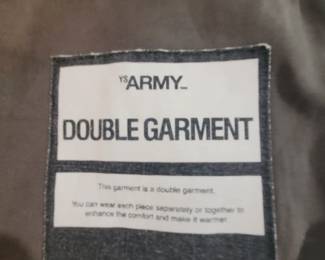 YSARMY_
DOUBLE GARMENT
This garment is a double garment.
You can wear each piece separately or together to
enhance the comfort and make it warmer.